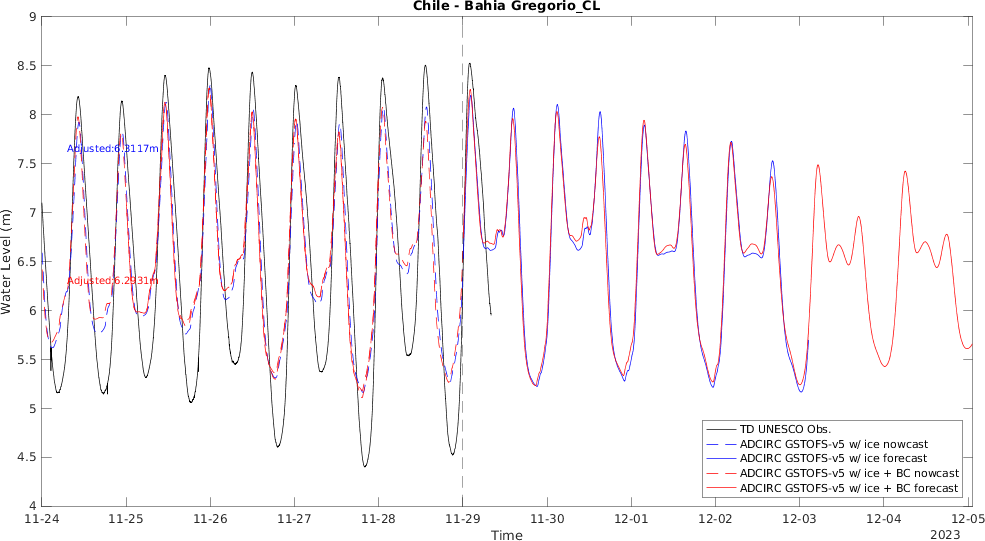 Chile - Bahia Gregorio_CL
9
8.5
8
7.5
7
6.5
6
5.5
5
4.5
4
Water Level (m)
Adjusted:6.3117m
Adjusted:6.2931m
TD UNESCO Obs.
ADCIRC GSTOFS-v5 w/ ice nowcast
ADCIRC GSTOFS-v5 w/ ice forecast
ADCIRC GSTOFS-v5 w/ ice + BC nowcast
ADCIRC GSTOFS-v5 w/ ice + BC forecast
11-24 11-25 11-26 11-27 11-28 11-29 11-30 12-01 12-02 12-03 12-04 12-05
Time
2023